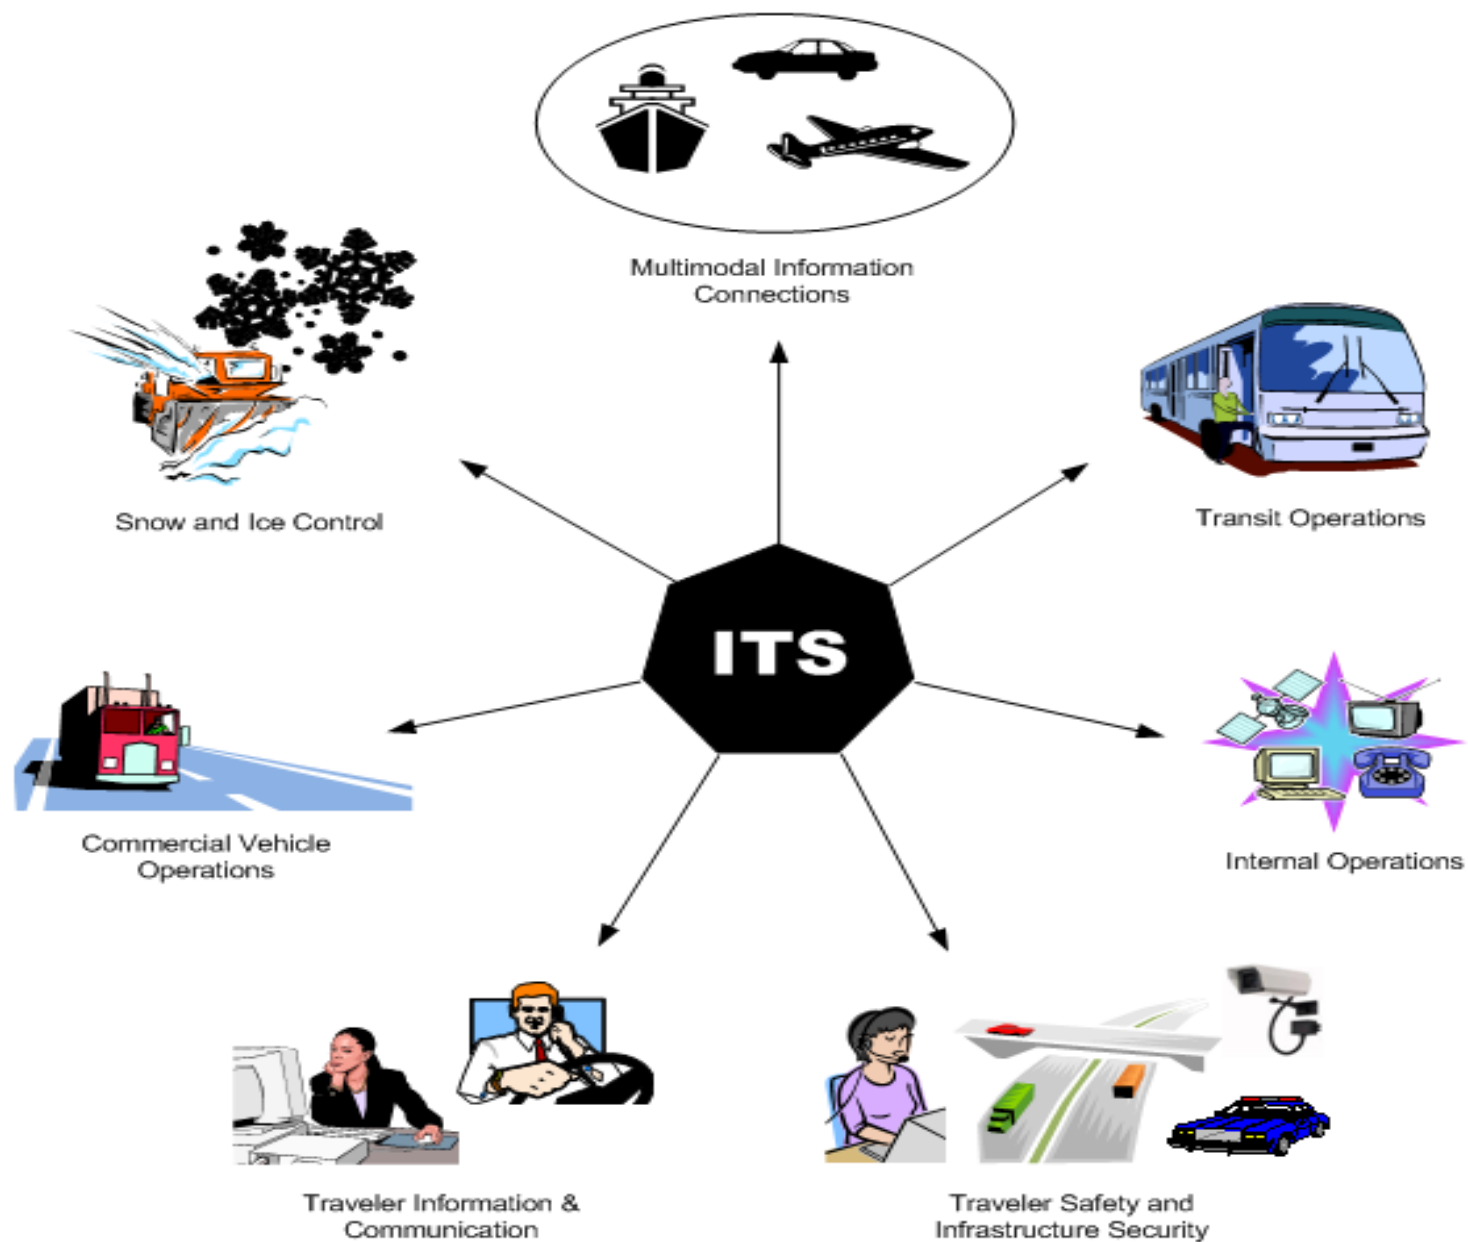 Multimodal Information
Connections
Snow and Ice Control
Transit Operations
ITS
Commercial Vehicle
Operations
Internal Operations
Traveler Information &
Communication
Traveler Safety and
Infrastructure Security